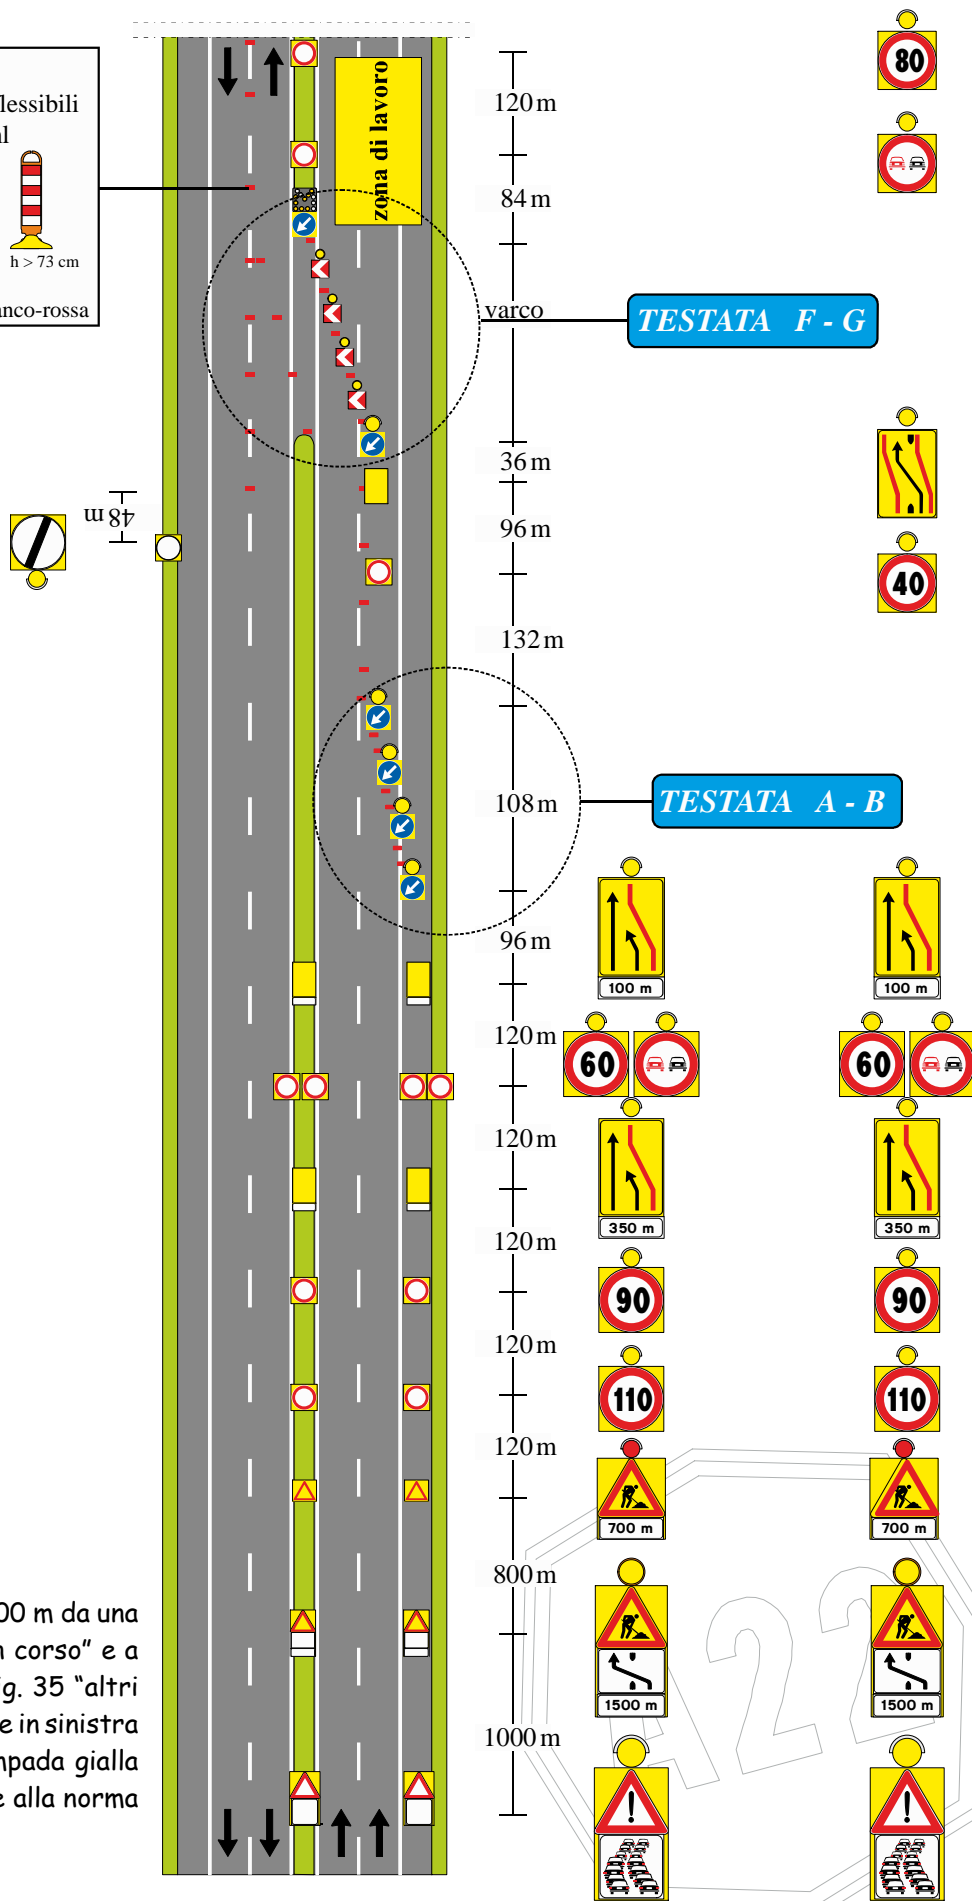 80
lessibili
zona di lavoro
120 m
84 m
h > 73 cm
nco-rossa
varco
TESTATA F - G
36 m
48 m
96 m
40
132 m
108 m
TESTATA A - B
96 m
100 m
100 m
120 m
60
60
120 m
350 m
350 m
120 m
90
90
120 m
110
110
120 m
700 m
700 m
800 m
00 m da una
n corso” e a
g. 35 “altri
e in sinistra
mpada gialla
e alla norma
1500 m
1500 m
1000 m
A22